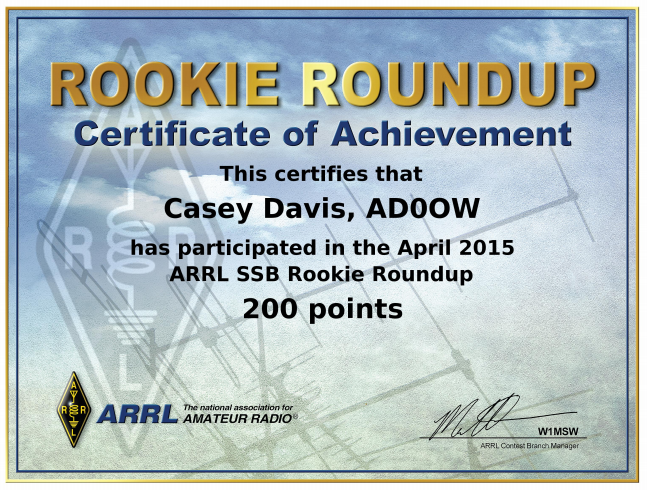 ROOKIE ROUNDUP
Certificate of Achievement
This certifies that
Casey Davis, AD0OW
has participated in the April 2015
ARRL SSB Rookie Roundup
200 points
A
R R
L
A
R R
L
ARRL The national association for
AMATEUR RADIO®
W1MSW
ARRL Contest Branch Manager